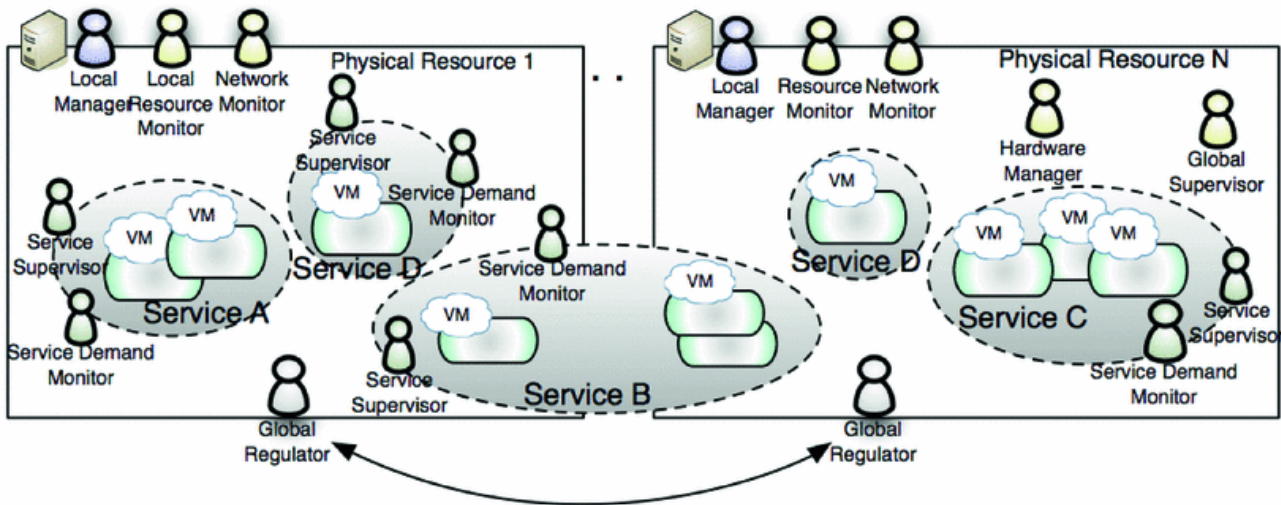 Physical Resource 1
Local
Manager
Local
Resource
Monitor
Network
Monitor
Service
Supervisor
VM
Service Demand
Monitor
Service D
Service
Supervisor
VM
VM
Service A
Service Demand
Monitor
Service Demand
Monitor
VM
VM
Service
Supervisor
Service B
Global
Regulator
. .
Physical Resource N
Local
Manager
Resource
Monitor
Network
Monitor
Hardware
Manager
Global
Supervisor
VM
Service D
VM
VM
VM
Service C
Service
Supervisor
Service Demand
Monitor
Global
Regulator